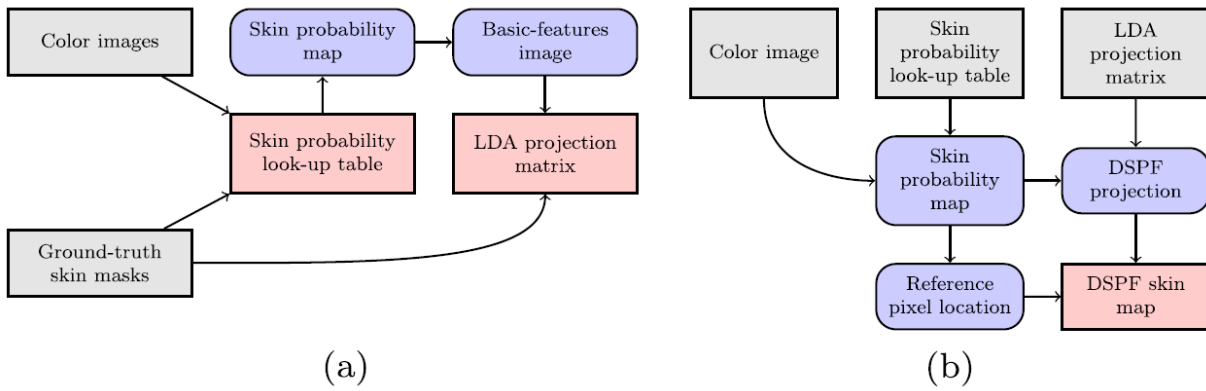 Color images
Skin probability
map
Basic-features
image
Skin probability
look-up table
LDA projection
matrix
Ground-truth
skin masks
(a)
Color image
Skin
probability
look-up table
LDA
projection
matrix
Skin
probability
map
DSPF
projection
Reference
pixel location
DSPF skin
map
(b)